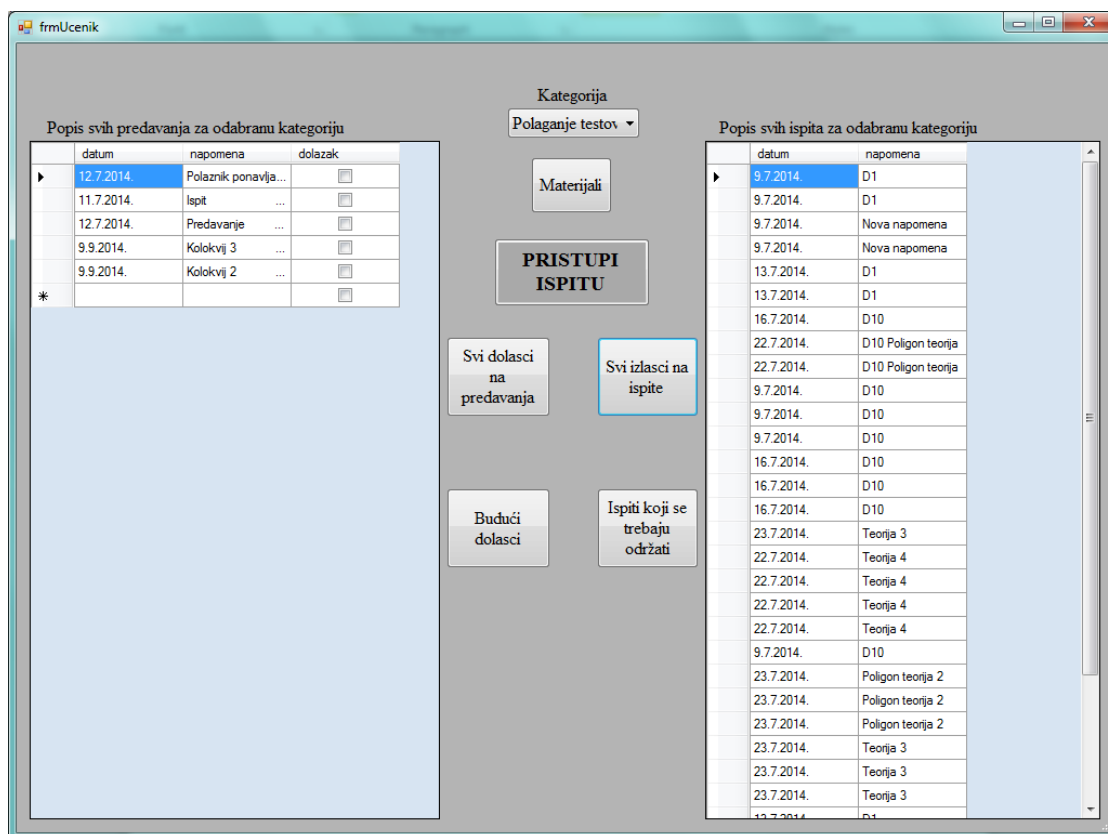 frmUcenik
Kategorija
Polaganje testov
Popis svih predavanja za odabranu kategoriju
datum napomena dolazak
12.7.2014. Polaznik ponavlja...
11.7.2014. Ispit ...
12.7.2014. Predavanje ...
9.9.2014. Kolokvij 3 ...
9.9.2014. Kolokvij 2 ...
Materijali
PRISTUPI
ISPITU
Svi dolasci
na
predavanja
Svi izlasci na
ispite
Budući
dolasci
Ispiti koji se
trebaju
održati
Popis svih ispita za odabranu kategoriju
datum napomena
9.7.2014. D1
9.7.2014. D1
9.7.2014. Nova napomena
9.7.2014. Nova napomena
13.7.2014. D1
13.7.2014. D1
16.7.2014. D10
22.7.2014. D10 Poligon teorija
22.7.2014. D10 Poligon teorija
9.7.2014. D10
9.7.2014. D10
9.7.2014. D10
16.7.2014. D10
16.7.2014. D10
16.7.2014. D10
23.7.2014. Teorija 3
22.7.2014. Teorija 4
22.7.2014. Teorija 4
22.7.2014. Teorija 4
22.7.2014. Teorija 4
9.7.2014. D10
23.7.2014. Poligon teorija 2
23.7.2014. Poligon teorija 2
23.7.2014. Poligon teorija 2
23.7.2014. Teorija 3
23.7.2014. Teorija 3
23.7.2014. Teorija 3
13.7.2014. D1